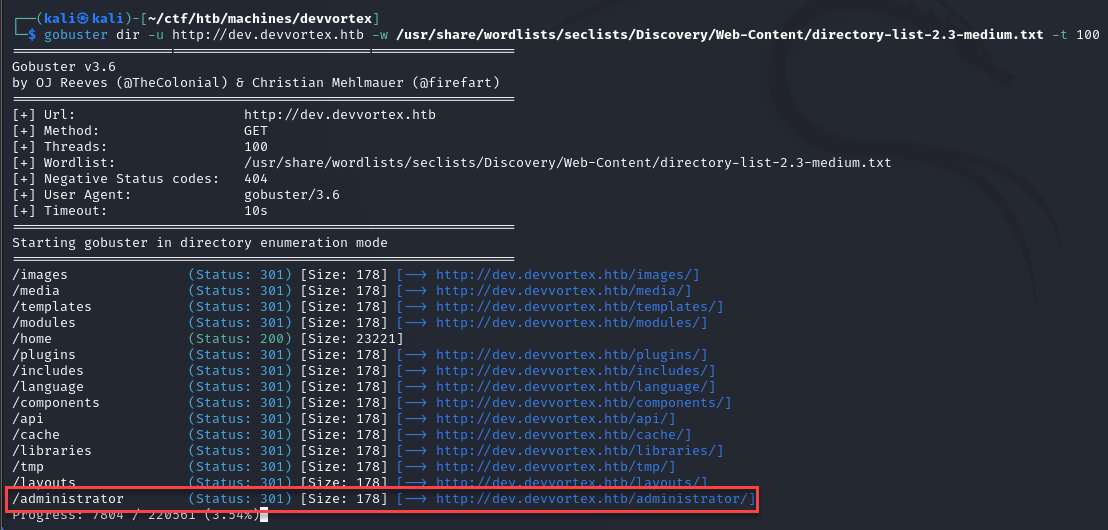 ┌──(kali㉿kali)-[~/ctf/htb/machines/devvortex]
└─$ gobuster dir -u http://dev.devvortex.htb -w /usr/share/wordlists/seclists/Discovery/Web-Content/directory-list-2.3-medium.txt -t 100
===============================================================
Gobuster v3.6
by OJ Reeves (@TheColonial) & Christian Mehlmauer (@firefart)
===============================================================
[+] Url:                     http://dev.devvortex.htb
[+] Method:                  GET
[+] Threads:                 100
[+] Wordlist:                /usr/share/wordlists/seclists/Discovery/Web-Content/directory-list-2.3-medium.txt
[+] Negative Status codes:   404
[+] User Agent:              gobuster/3.6
[+] Timeout:                 10s
===============================================================
Starting gobuster in directory enumeration mode
===============================================================
/images               (Status: 301) [Size: 178] [--> http://dev.devvortex.htb/images/]
/media                (Status: 301) [Size: 178] [--> http://dev.devvortex.htb/media/]
/templates            (Status: 301) [Size: 178] [--> http://dev.devvortex.htb/templates/]
/modules              (Status: 301) [Size: 178] [--> http://dev.devvortex.htb/modules/]
/home                 (Status: 200) [Size: 23221]
/plugins              (Status: 301) [Size: 178] [--> http://dev.devvortex.htb/plugins/]
/includes             (Status: 301) [Size: 178] [--> http://dev.devvortex.htb/includes/]
/language             (Status: 301) [Size: 178] [--> http://dev.devvortex.htb/language/]
/components           (Status: 301) [Size: 178] [--> http://dev.devvortex.htb/components/]
/api                  (Status: 301) [Size: 178] [--> http://dev.devvortex.htb/api/]
/cache                (Status: 301) [Size: 178] [--> http://dev.devvortex.htb/cache/]
/libraries            (Status: 301) [Size: 178] [--> http://dev.devvortex.htb/libraries/]
/tmp                  (Status: 301) [Size: 178] [--> http://dev.devvortex.htb/tmp/]
/layouts              (Status: 301) [Size: 178] [--> http://dev.devvortex.htb/layouts/]
/administrator        (Status: 301) [Size: 178] [--> http://dev.devvortex.htb/administrator/]
Progress: 7804 / 220561 (3.54%)